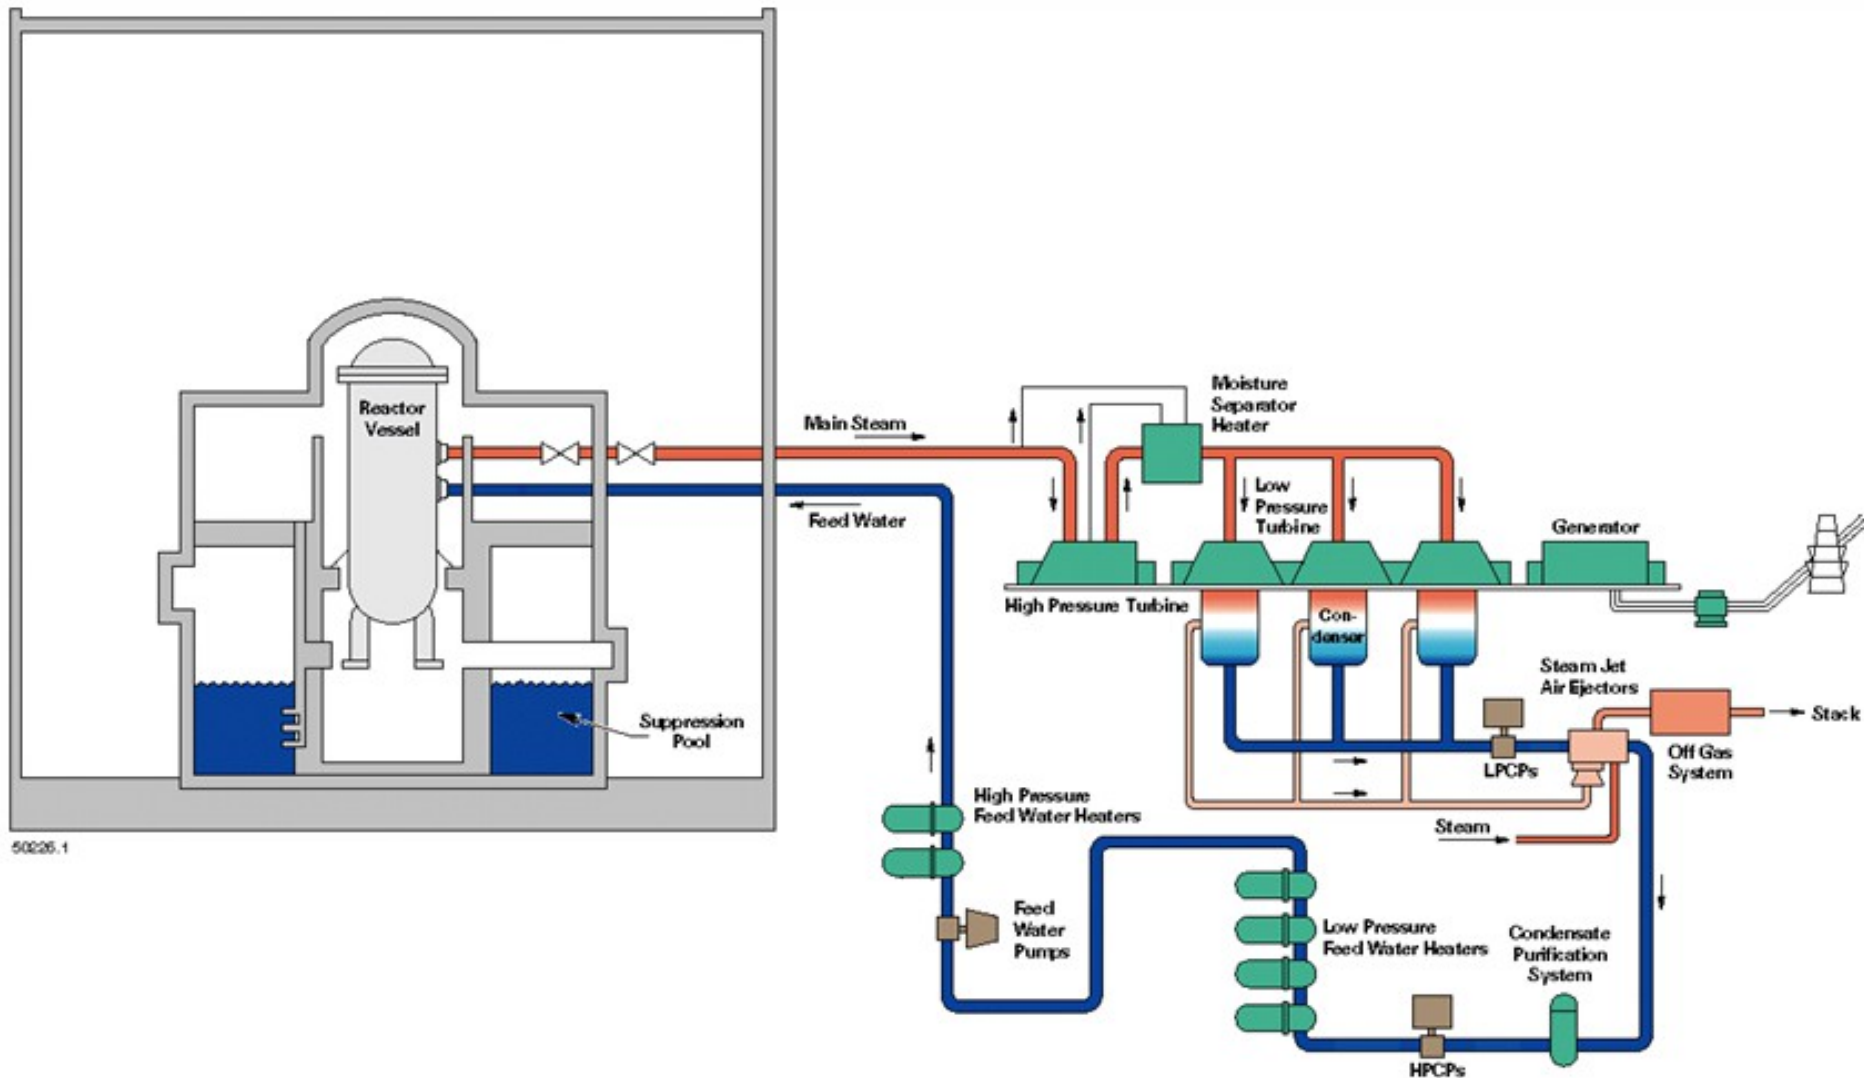 Reactor
Vessel
Main Steam
Feed Water
Moisture
Separator
Heater
Low
Pressure
Turbine
Generator
High Pressure Turbine
Con-
denser
Steam Jet
Air Ejectors
Stack
Off Gas
System
LPCPs
Steam
Suppression
Pool
High Pressure
Feed Water Heaters
50226.1
Feed
Water
Pumps
Low Pressure
Feed Water Heaters
Condensate
Purification
System
HPCPs